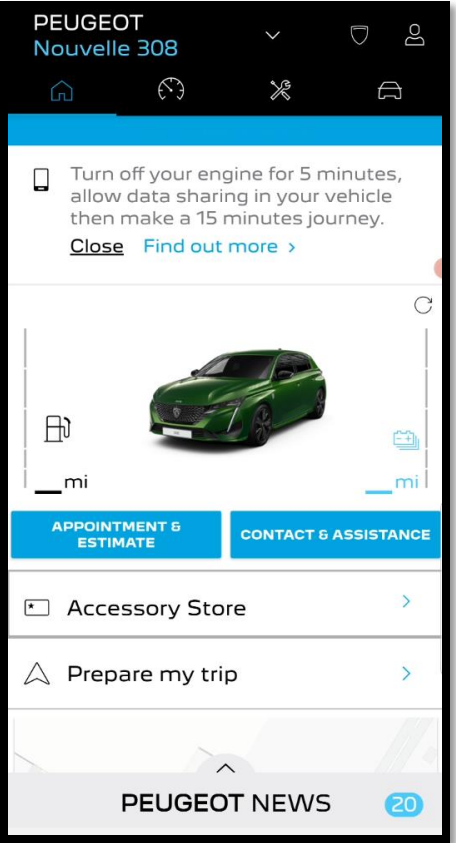 PEUGEOT
Nouvelle 308
Turn off your engine for 5 minutes,
allow data sharing in your vehicle
then make a 15 minutes journey.
Close Find out more >
__mi
__mi
APPOINTMENT &
ESTIMATE
CONTACT & ASSISTANCE
Accessory Store
Prepare my trip
PEUGEOT NEWS 20